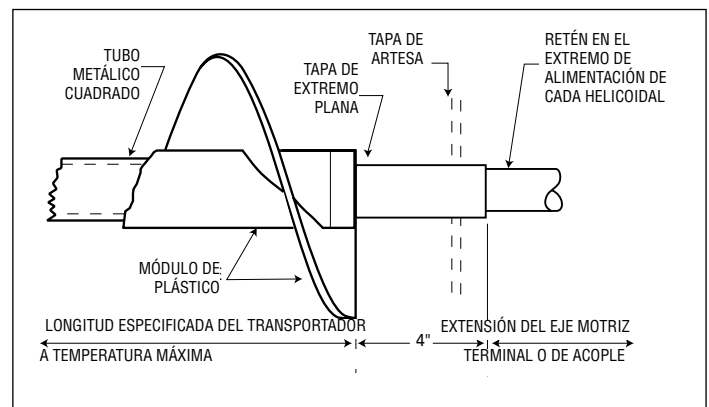 TUBO
METÁLICO
CUADRADO
TAPA DE
EXTREMO
PLANA
TAPA DE
ARTESA
RETÉN EN EL
EXTREMO DE
ALIMENTACIÓN DE
CADA HELICOIDAL
MÓDULO DE:
PLÁSTICO
LONGITUD ESPECIFICADA DEL TRANSPORTADOR
A TEMPERATURA MÁXIMA
4"
EXTENSIÓN DEL EJE MOTRIZ
TERMINAL O DE ACOPLE